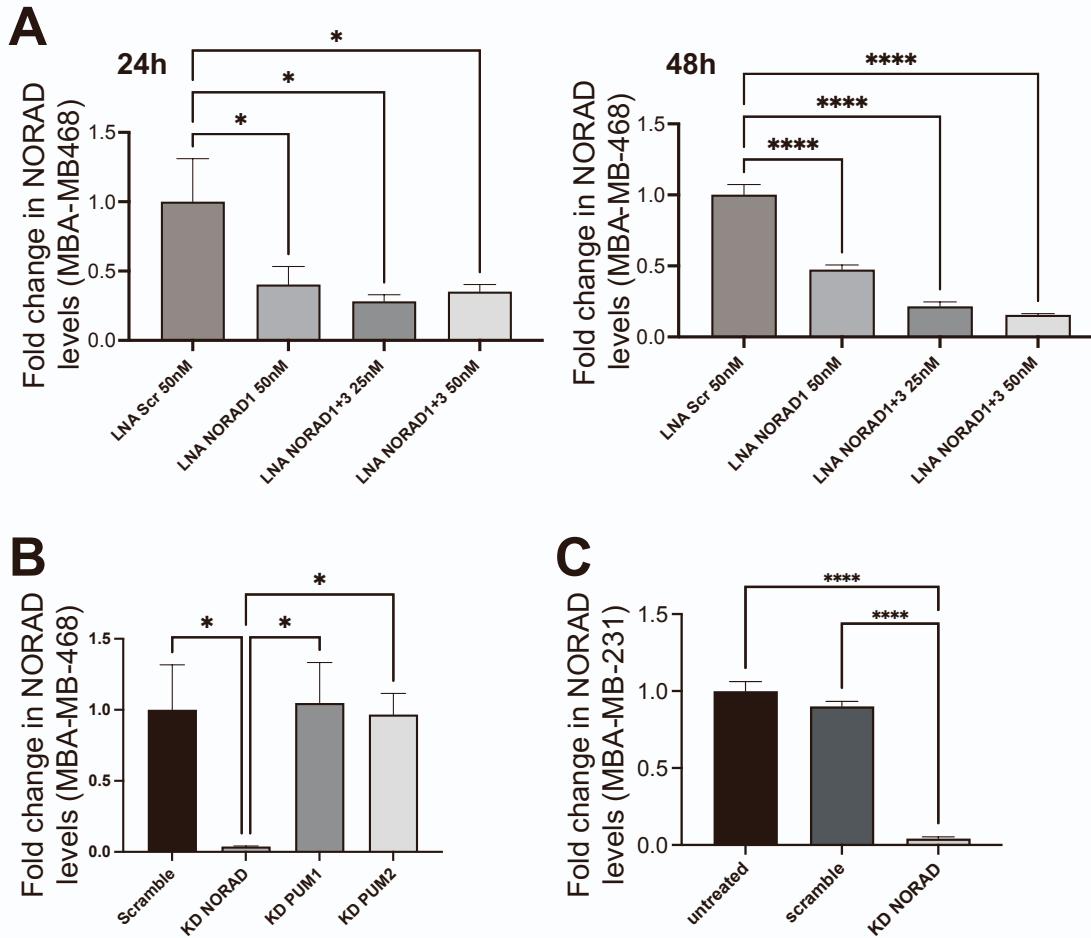 A
24h
*
*
*
Fold change in NORAD
levels (MBA-MB468)
1.5
1.0
0.5
0.0
LNA Scr 50nM
LNA NORAD1 50nM
LNA NORAD1+3 25nM
LNA NORAD1+3 50nM
48h
****
****
****
Fold change in NORAD
levels (MBA-MB-468)
1.5
1.0
0.5
0.0
LNA Scr 50nM
LNA NORAD1 50nM
LNA NORAD1+3 25nM
LNA NORAD1+3 50nM
B
*
*
*
Fold change in NORAD
levels (MBA-MB-468)
1.5
1.0
0.5
0.0
Scramble
KD NORAD
KD PUM1
KD PUM2
C
****
****
Fold change in NORAD
levels (MBA-MB-231)
1.5
1.0
0.5
0.0
untreated
scramble
KD NORAD